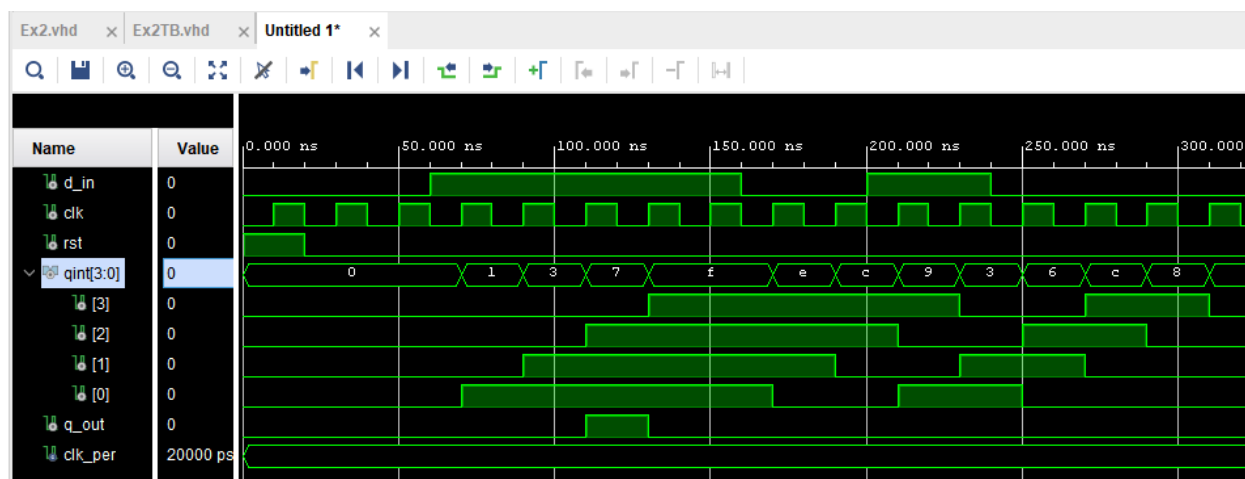 Ex2.vhd × Ex2TB.vhd × Untitled 1* ×
Name Value 0.000 ns 50.000 ns 100.000 ns 150.000 ns 200.000 ns 250.000 ns 300.000
d_in 0
clk 0
rst 0
qint[3:0] 0 0 1 3 7 f e c 9 3 6 c 8
[3] 0
[2] 0
[1] 0
[0] 0
q_out 0
clk_per 20000 ps